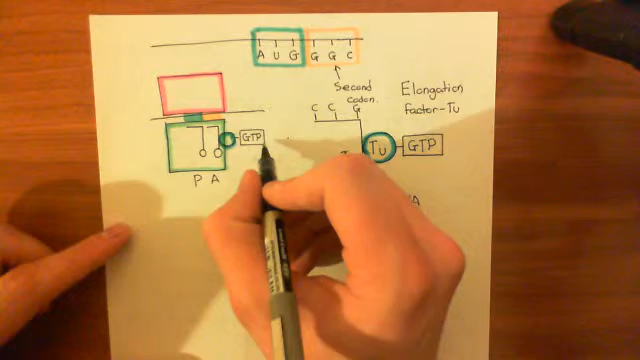 A U G G G C
Second
codon.
Elongation
factor-Tu
C C G
GTP
Tu GTP
P A